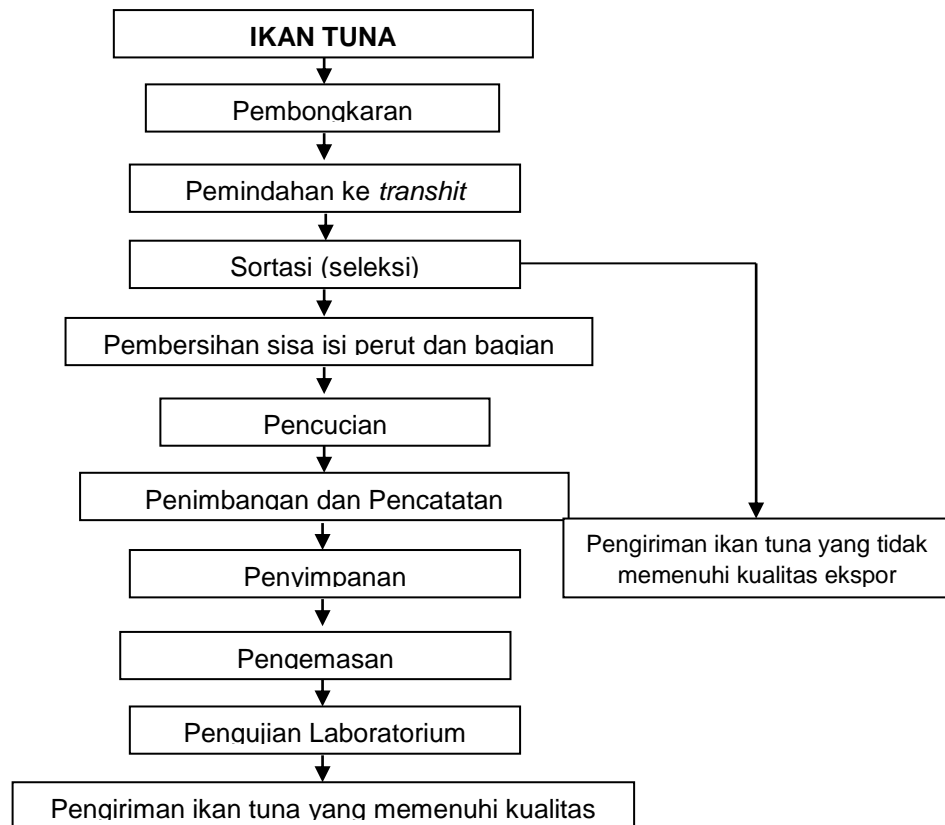 IKAN TUNA
Pembongkaran
Pemindahan ke transhit
Sortasi (seleksi)
Pembersihan sisa isi perut dan bagian
Pencucian
Penimbangan dan Pencatatan
Pengiriman ikan tuna yang tidak
memenuhi kualitas ekspor
Penyimpanan
Pengemasan
Pengujian Laboratorium
Pengiriman ikan tuna yang memenuhi kualitas